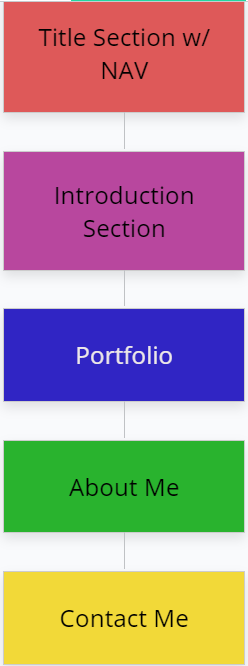 Title Section w/
NAV
Introduction
Section
Portfolio
About Me
Contact Me